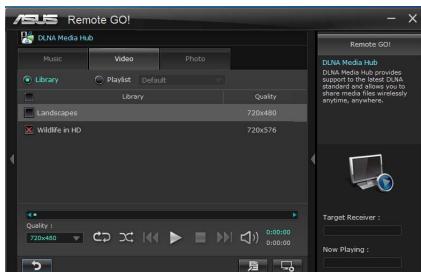 ASUS Remote GO!
DLNA Media Hub
Music Video Photo
Library Playlist Default
Library Quality
Landscapes 720x480
Wildlife in HD 720x576
Quality :
720x480
0:00:00
0:00:00
Remote GO!
DLNA Media Hub
DLNA Media Hub provides
support to the latest DLNA
standard and allows you to
share media files wirelessly
anytime, anywhere.
Target Receiver :
Now Playing :